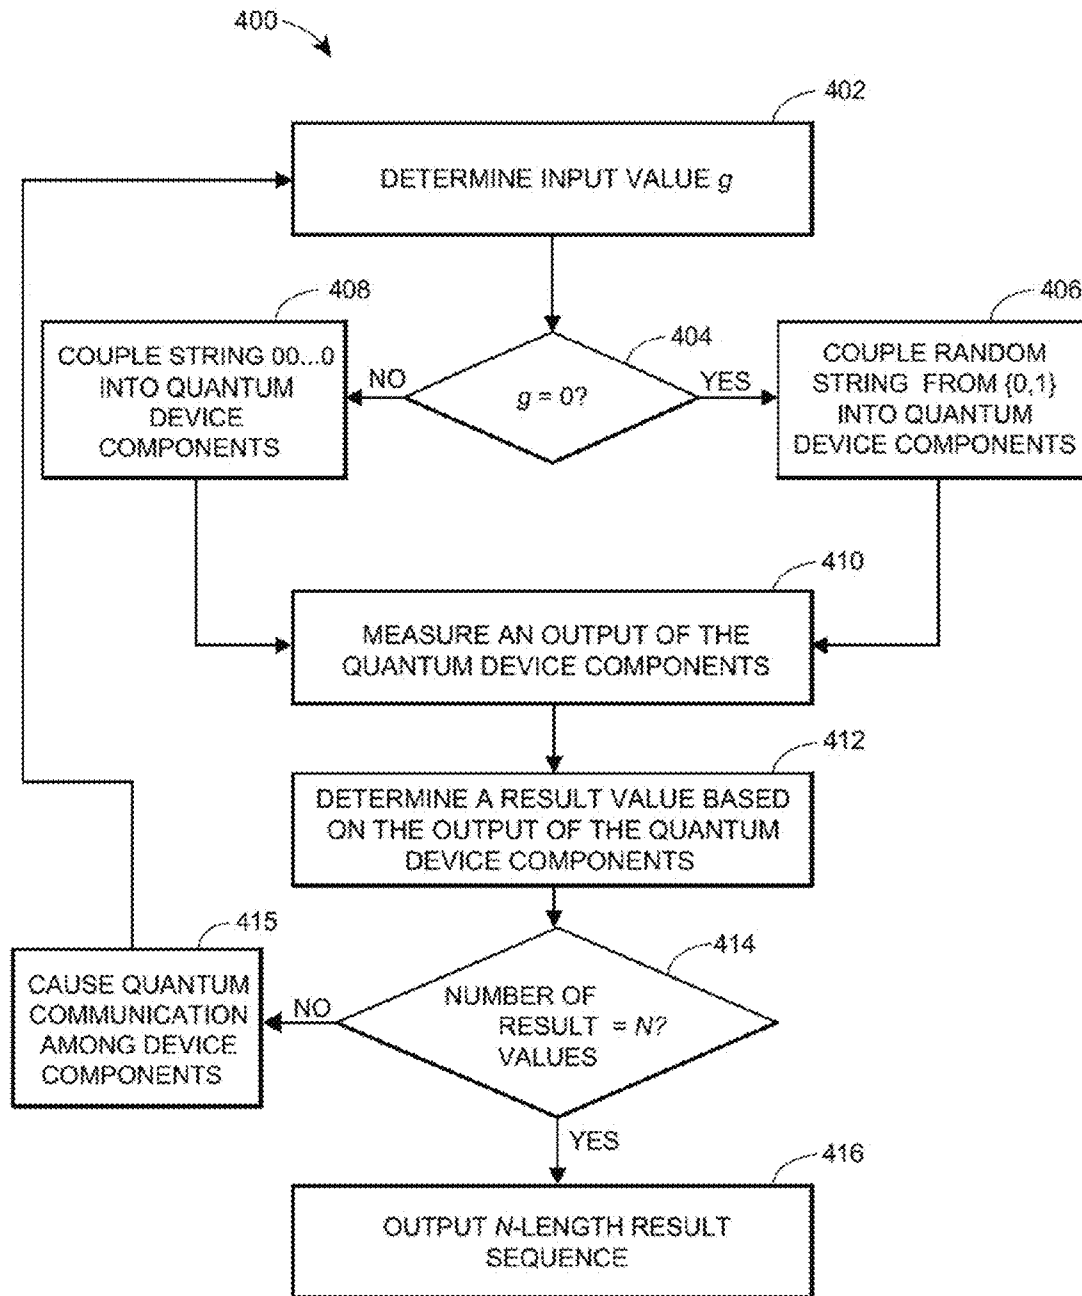 400
402
DETERMINE INPUT VALUE g
408
COUPLE STRING 00...0
INTO QUANTUM
DEVICE
COMPONENTS
NO
404
g = 0?
YES
406
COUPLE RANDOM
STRING FROM {0,1}
INTO QUANTUM
DEVICE COMPONENTS
410
MEASURE AN OUTPUT OF THE
QUANTUM DEVICE COMPONENTS
412
DETERMINE A RESULT VALUE BASED
ON THE OUTPUT OF THE QUANTUM
DEVICE COMPONENTS
415
CAUSE QUANTUM
COMMUNICATION
AMONG DEVICE
COMPONENTS
NO
414
NUMBER OF
RESULT = N?
VALUES
YES
416
OUTPUT N-LENGTH RESULT
SEQUENCE